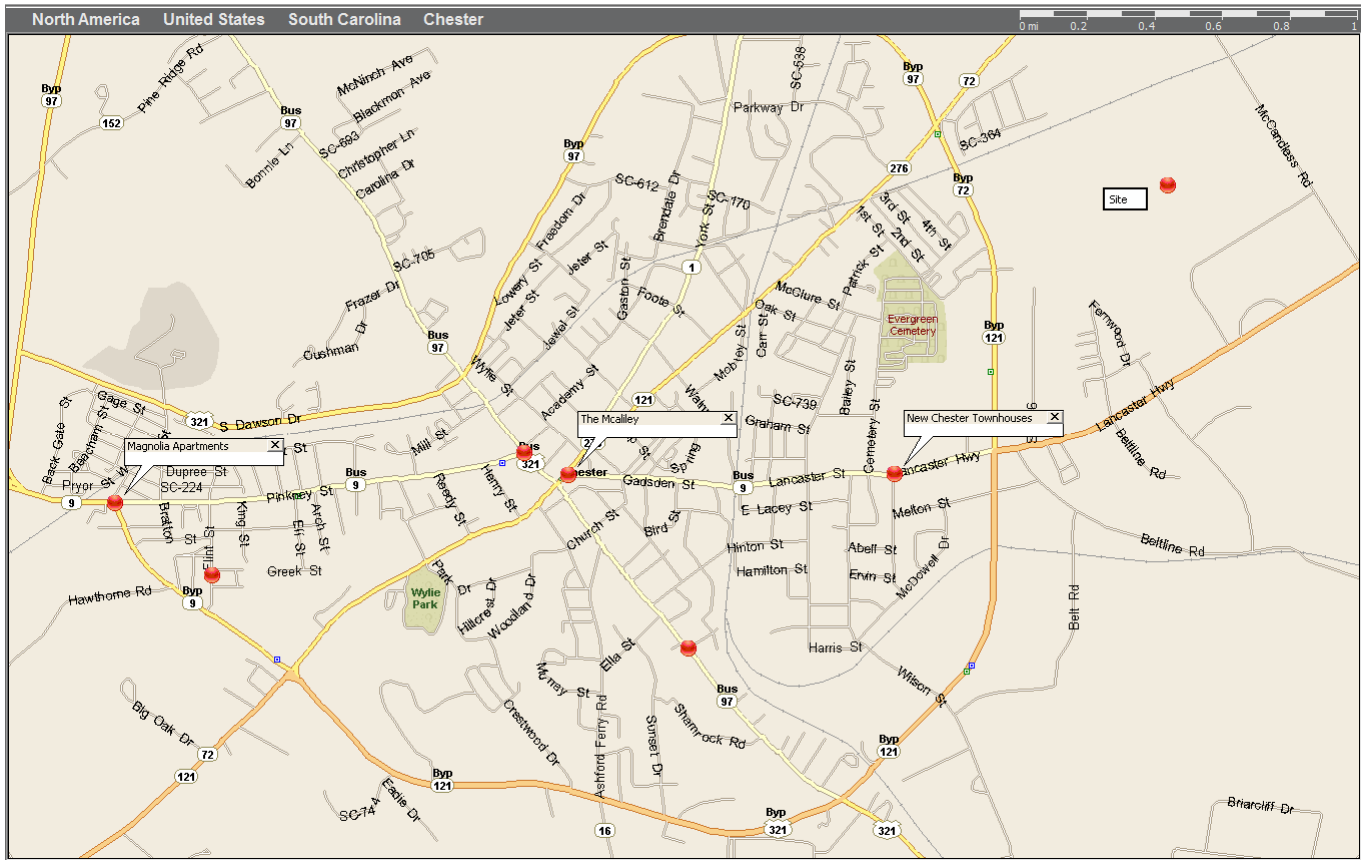 North America United States South Carolina Chester
0 mi 0.2 0.4 0.6 0.8 1
Byp
97
Pine Ridge Rd
152
Bus
97
McNinch Ave
Blackmon Ave
SC-693
Christopher Ln
Carolina Dr
Bonnie Ln
Byp
97
SC-538
Parkway Dr
Byp
97
72
SC-364
276
Byp
72
McCandless Rd
Site
SC-612
Brendale Dr
SC-170
York St
Freedom Dr
Jeter St
Gaston St
Foote St
1
3rd St
4th St
1st St
2nd St
Patrick St
SC-705
Frazer Dr
Cushman Dr
Lowery St
Jeter St
Jewel St
McClure St
Oak St
Carr St
Mobley St
Evergreen
Cemetery
Byp
121
Fernwood Dr
Bus
97
Wylie St
Academy St
121
SC-739
Graham St
Bailey St
Cemetery St
Lancaster Hwy
Beltline Rd
Gage St
Back Gate St
Beacham St
321
S Dawson Dr
Mill St
The Mcaliley
New Chester Townhouses
Magnolia Apartments
Dupree St
SC-224
Pryor St
9
Bus
9
Pinkney St
Bus
321
Gadsden St
Bus
9
Lancaster St
Bratton
St
King St
Flint St
Eff St
Arch St
Greek St
Reedy St
Henry St
Church St
Bird St
E Lacey St
Melton St
Hinton St
Hamilton St
Abell St
Ervin St
McDowell Dr
Beltline Rd
Belt Rd
Hawthorne Rd
Byp
9
Wylie
Park
Park Dr
Hillcrest Dr
Woodland Dr
Ella St
Murray St
Harris St
Wilson St
Big Oak Dr
72
121
Crestwood Dr
Ashford Ferry Rd
Sunset Dr
Shamrock Rd
Bus
97
Byp
121
Byp
121
SC-74
Eadie Dr
16
Byp
321
321
Briarcliff Dr